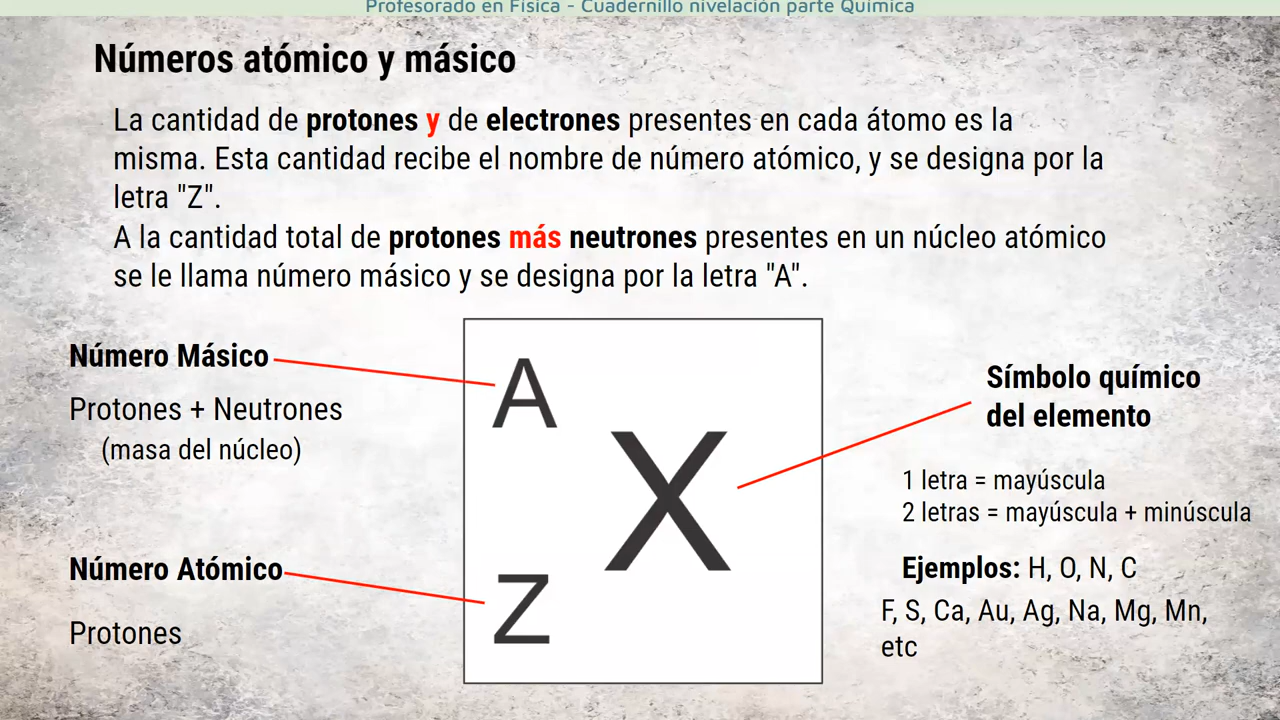 Profesorado en Física - Cuadernillo nivelación parte Química
Números atómico y másico
La cantidad de protones y de electrones presentes en cada átomo es la
misma. Esta cantidad recibe el nombre de número atómico, y se designa por la
letra "Z".
A la cantidad total de protones más neutrones presentes en un núcleo atómico
se le llama número másico y se designa por la letra "A".
Número Másico
Protones + Neutrones
(masa del núcleo)
Número Atómico
Protones
A
X
Z
Símbolo químico
del elemento
1 letra = mayúscula
2 letras = mayúscula + minúscula
Ejemplos: H, O, N, C
F, S, Ca, Au, Ag, Na, Mg, Mn,
etc